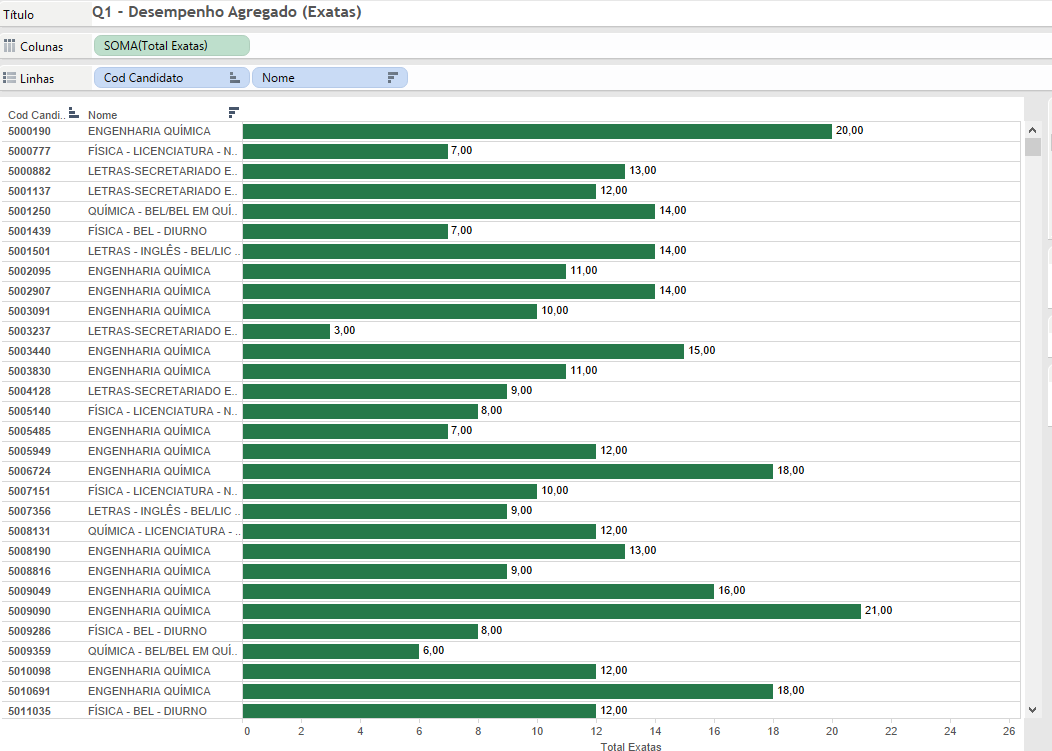 Título Q1 - Desempenho Agregado (Exatas)
Colunas SOMA(Total Exatas)
Linhas Cod Candidato Nome
Cod Candi.. Nome
5000190 ENGENHARIA QUÍMICA 20,00
5000777 FÍSICA - LICENCIATURA - N.. 7,00
5000882 LETRAS-SECRETARIADO E.. 13,00
5001137 LETRAS-SECRETARIADO E.. 12,00
5001250 QUÍMICA - BEL/BEL EM QUÍ.. 14,00
5001439 FÍSICA - BEL - DIURNO 7,00
5001501 LETRAS - INGLÊS - BEL/LIC .. 14,00
5002095 ENGENHARIA QUÍMICA 11,00
5002907 ENGENHARIA QUÍMICA 14,00
5003091 ENGENHARIA QUÍMICA 10,00
5003237 LETRAS-SECRETARIADO E.. 3,00
5003440 ENGENHARIA QUÍMICA 15,00
5003830 ENGENHARIA QUÍMICA 11,00
5004128 LETRAS-SECRETARIADO E.. 9,00
5005140 FÍSICA - LICENCIATURA - N.. 8,00
5005485 ENGENHARIA QUÍMICA 7,00
5005949 ENGENHARIA QUÍMICA 12,00
5006724 ENGENHARIA QUÍMICA 18,00
5007151 FÍSICA - LICENCIATURA - N.. 10,00
5007356 LETRAS - INGLÊS - BEL/LIC .. 9,00
5008131 QUÍMICA - LICENCIATURA - .. 12,00
5008190 ENGENHARIA QUÍMICA 13,00
5008816 ENGENHARIA QUÍMICA 9,00
5009049 ENGENHARIA QUÍMICA 16,00
5009090 ENGENHARIA QUÍMICA 21,00
5009286 FÍSICA - BEL - DIURNO 8,00
5009359 QUÍMICA - BEL/BEL EM QUÍ.. 6,00
5010098 ENGENHARIA QUÍMICA 12,00
5010691 ENGENHARIA QUÍMICA 18,00
5011035 FÍSICA - BEL - DIURNO 12,00
0 2 4 6 8 10 12 14 16 18 20 22 24 26
Total Exatas